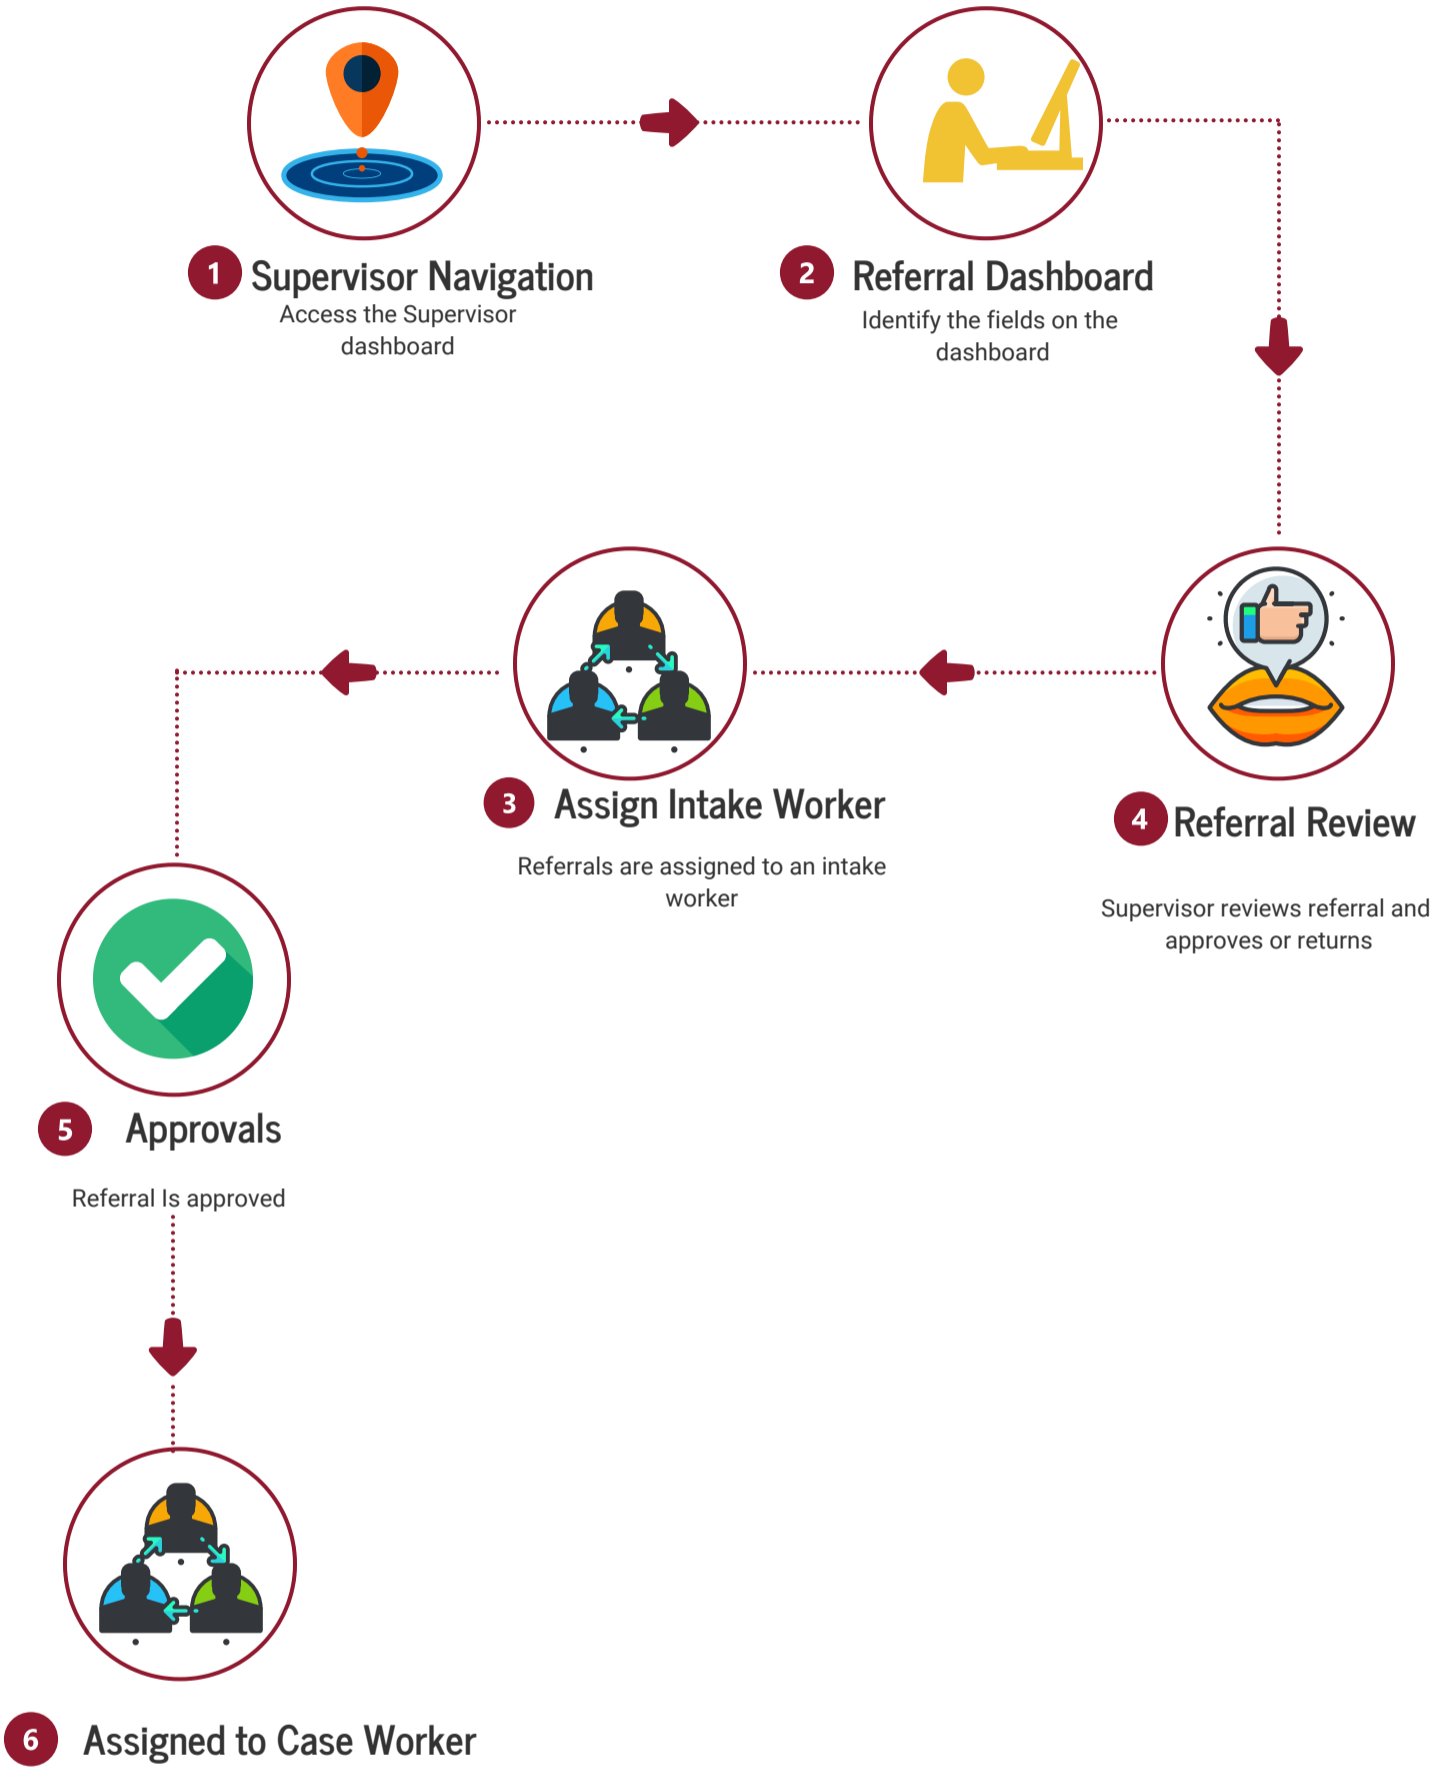 1 Supervisor Navigation
Access the Supervisor
dashboard
2 Referral Dashboard
Identify the fields on the
dashboard
3 Assign Intake Worker
Referrals are assigned to an intake
worker
4 Referral Review
Supervisor reviews referral and
approves or returns
5 Approvals
Referral Is approved
6 Assigned to Case Worker